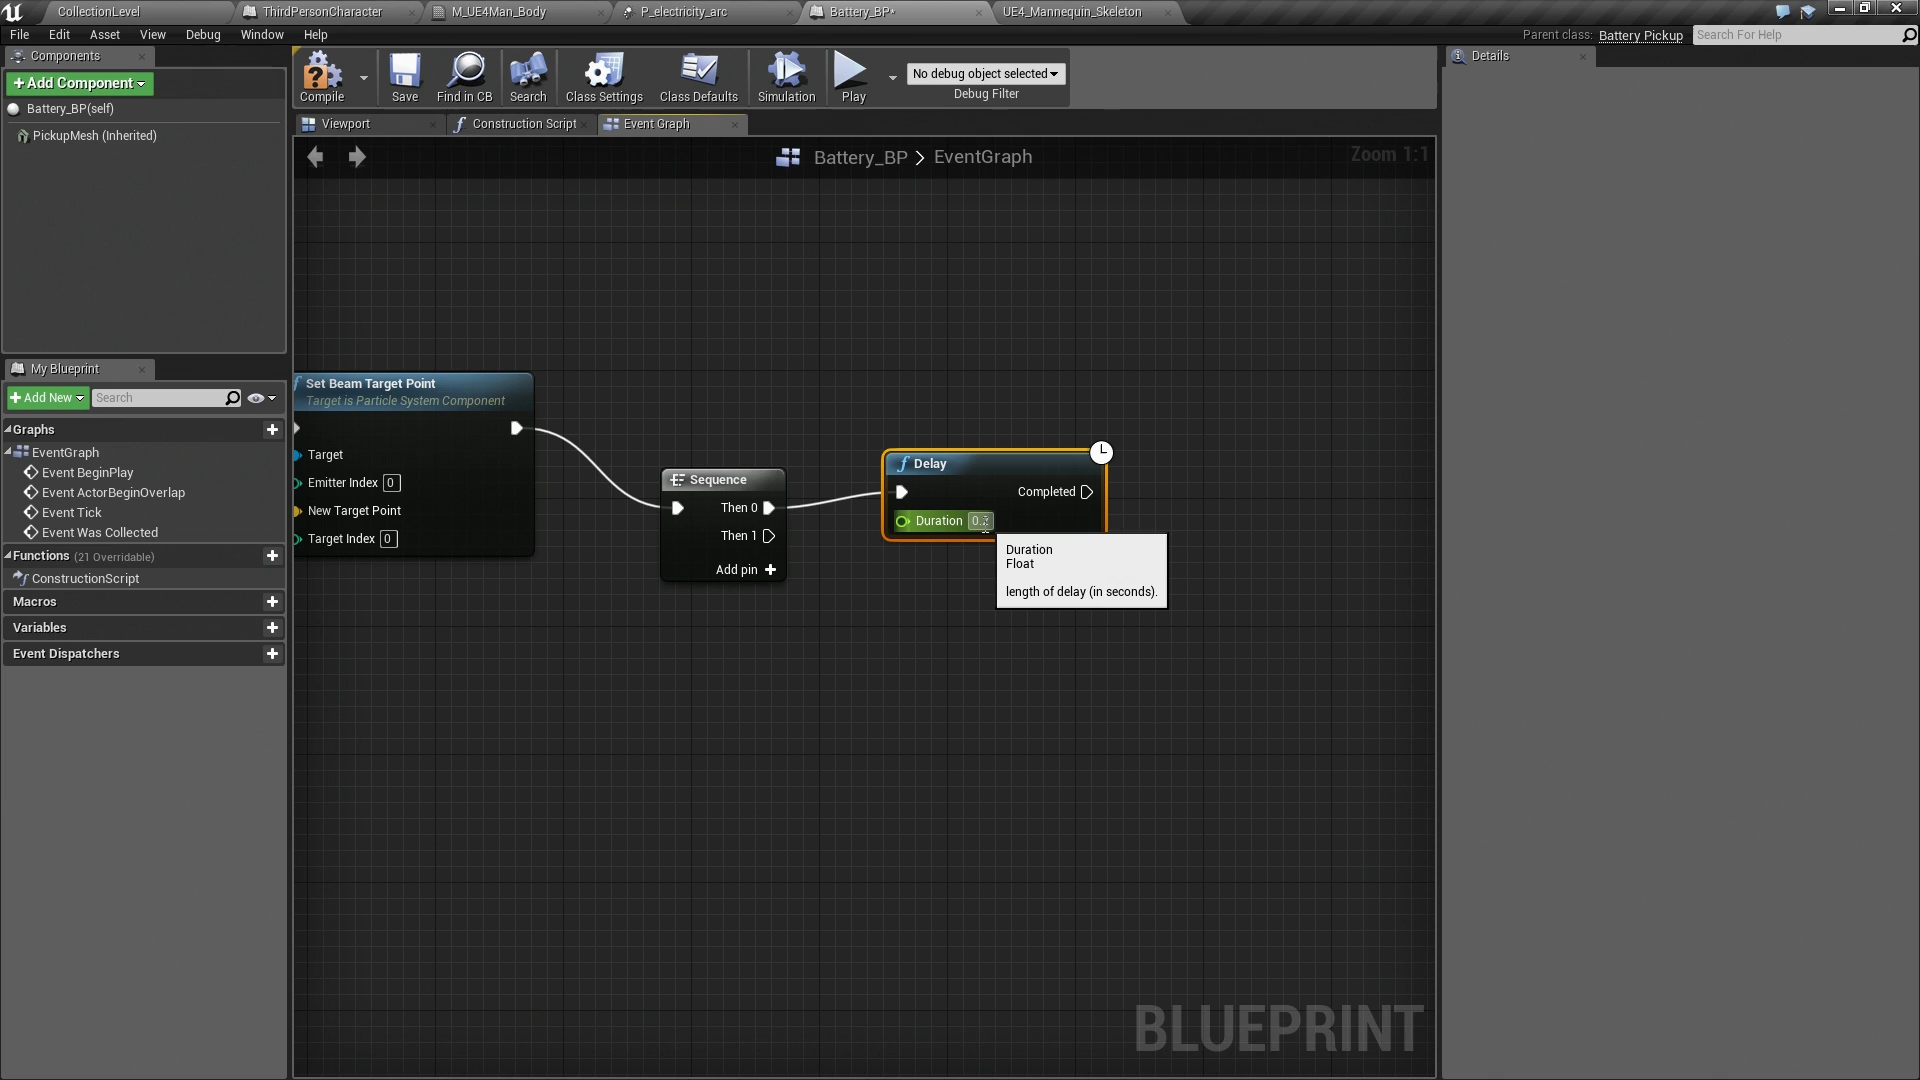 CollectionLevel
ThirdPersonCharacter
M_UE4Man_Body
P_electricity_arc
Battery_BP*
UE4_Mannequin_Skeleton
File Edit Asset View Debug Window Help
Parent class: Battery Pickup
Search For Help
Components
+Add Component
Battery_BP(self)
PickupMesh (Inherited)
Compile
Save
Find in CB
Search
Class Settings
Class Defaults
Simulation
Play
No debug object selected
Debug Filter
Details
Viewport
Construction Script
Event Graph
Battery_BP > EventGraph
Zoom 1:1
My Blueprint
+Add New
Search
Graphs
EventGraph
Event BeginPlay
Event ActorBeginOverlap
Event Tick
Event Was Collected
Functions (21 Overridable)
ConstructionScript
Macros
Variables
Event Dispatchers
Set Beam Target Point
Target is Particle System Component
Target
Emitter Index 0
New Target Point
Target Index 0
Sequence
Then 0
Then 1
Add pin +
Delay
Completed
Duration
Duration
Float
length of delay (in seconds).
BLUEPRINT